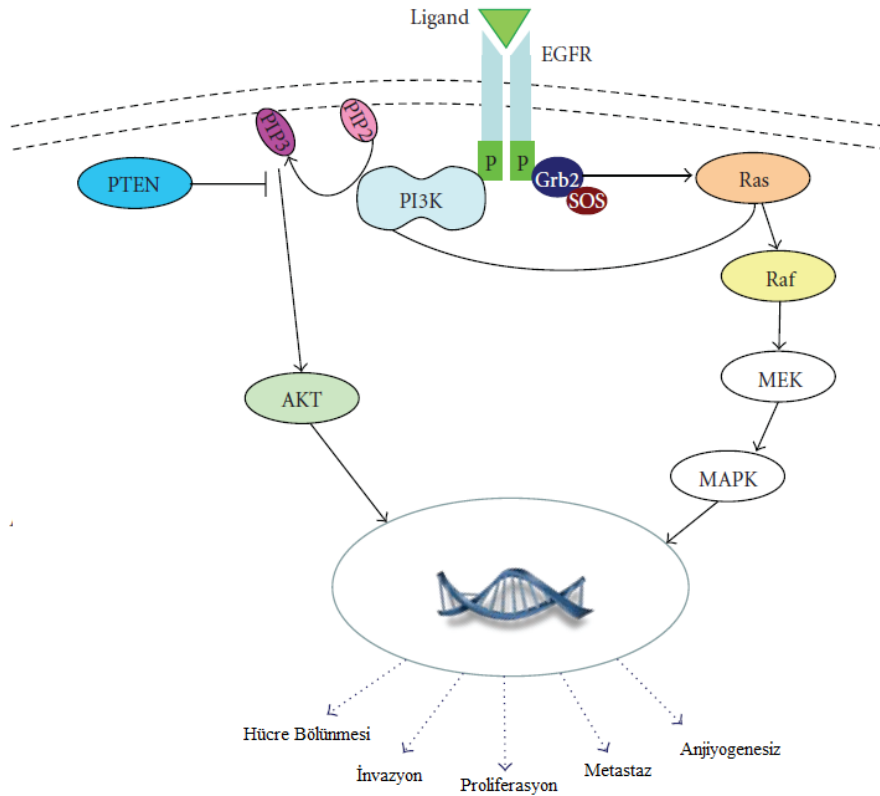 Ligand
EGFR
PIP3
PIP2
PTEN
PI3K
P
P
Grb2
SOS
Ras
Raf
MEK
MAPK
AKT
Hücre Bölünmesi
İnvazyon
Proliferasyon
Metastaz
Anjiyogenesiz